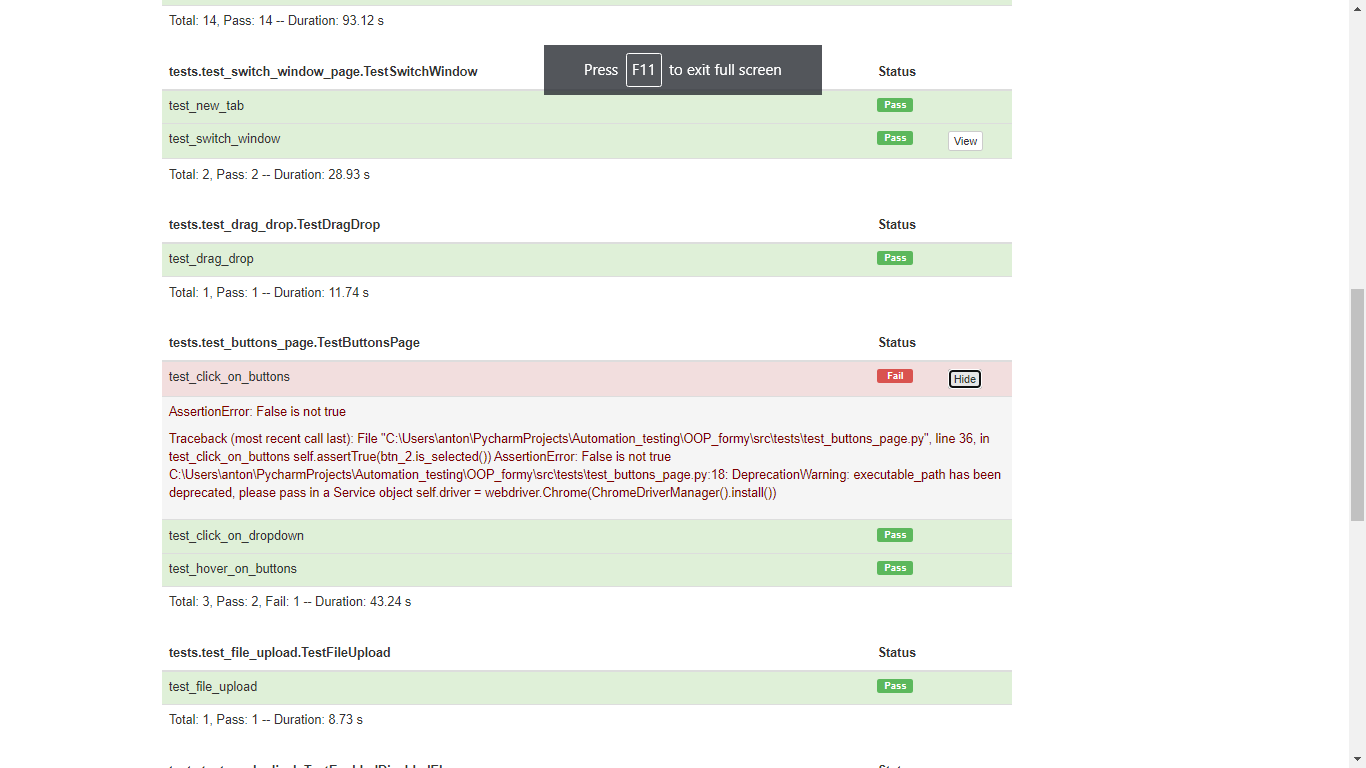 Total: 14, Pass: 14 -- Duration: 93.12 s
Press F11 to exit full screen
tests.test_switch_window_page.TestSwitchWindow Status
test_new_tab Pass
test_switch_window Pass View
Total: 2, Pass: 2 -- Duration: 28.93 s
tests.test_drag_drop.TestDragDrop Status
test_drag_drop Pass
Total: 1, Pass: 1 -- Duration: 11.74 s
tests.test_buttons_page.TestButtonsPage Status
test_click_on_buttons Fail Hide
AssertionError: False is not true
Traceback (most recent call last): File "C:\Users\anton\PycharmProjects\Automation_testing\OOP_formy\src\tests\test_buttons_page.py", line 36, in
test_click_on_buttons self.assertTrue(btn_2.is_selected()) AssertionError: False is not true
C:\Users\anton\PycharmProjects\Automation_testing\OOP_formy\src\tests\test_buttons_page.py:18: DeprecationWarning: executable_path has been
deprecated, please pass in a Service object self.driver = webdriver.Chrome(ChromeDriverManager().install())
test_click_on_dropdown Pass
test_hover_on_buttons Pass
Total: 3, Pass: 2, Fail: 1 -- Duration: 43.24 s
tests.test_file_upload.TestFileUpload Status
test_file_upload Pass
Total: 1, Pass: 1 -- Duration: 8.73 s